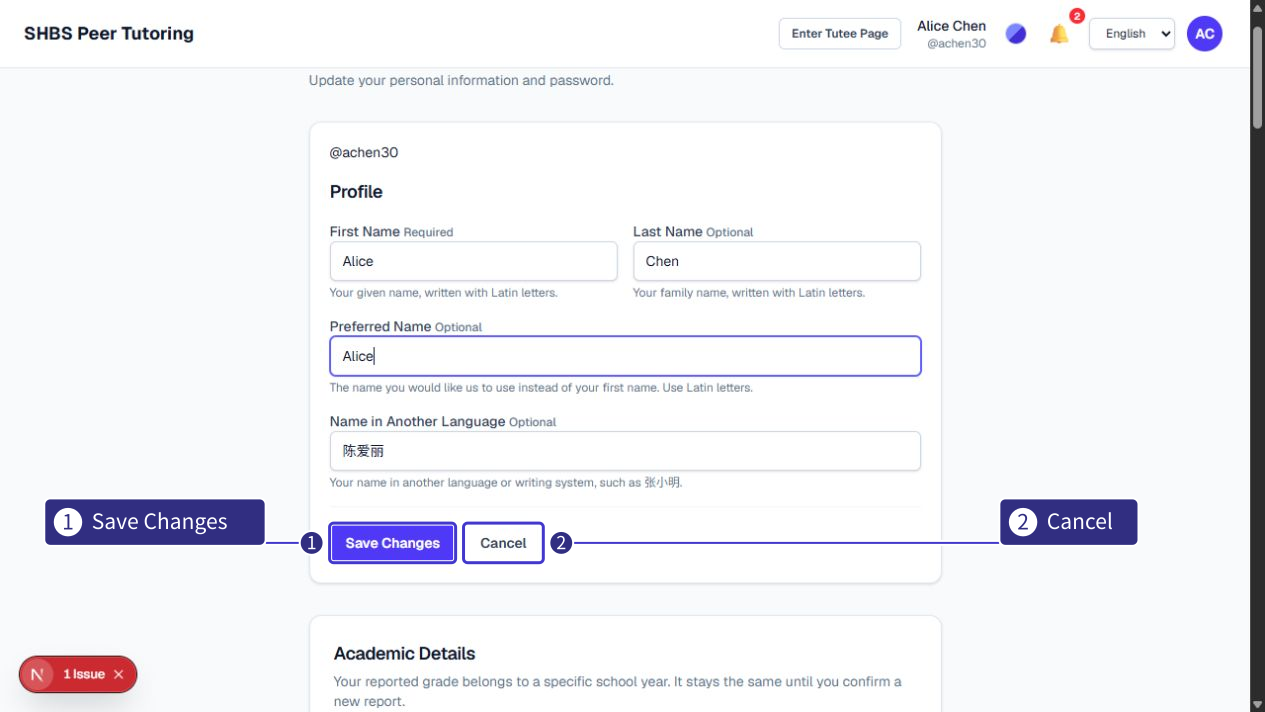 SHBS Peer Tutoring
Enter Tutee Page
Alice Chen
@achen30
2
English
AC
Update your personal information and password.
@achen30
Profile
First Name Required
Last Name Optional
Alice
Chen
Your given name, written with Latin letters.
Your family name, written with Latin letters.
Preferred Name Optional
Alice
The name you would like us to use instead of your first name. Use Latin letters.
Name in Another Language Optional
陈爱丽
Your name in another language or writing system, such as 张小明.
1 Save Changes
1
Save Changes
Cancel
2
2 Cancel
Academic Details
Your reported grade belongs to a specific school year. It stays the same until you confirm a
new report.
N 1 Issue ×